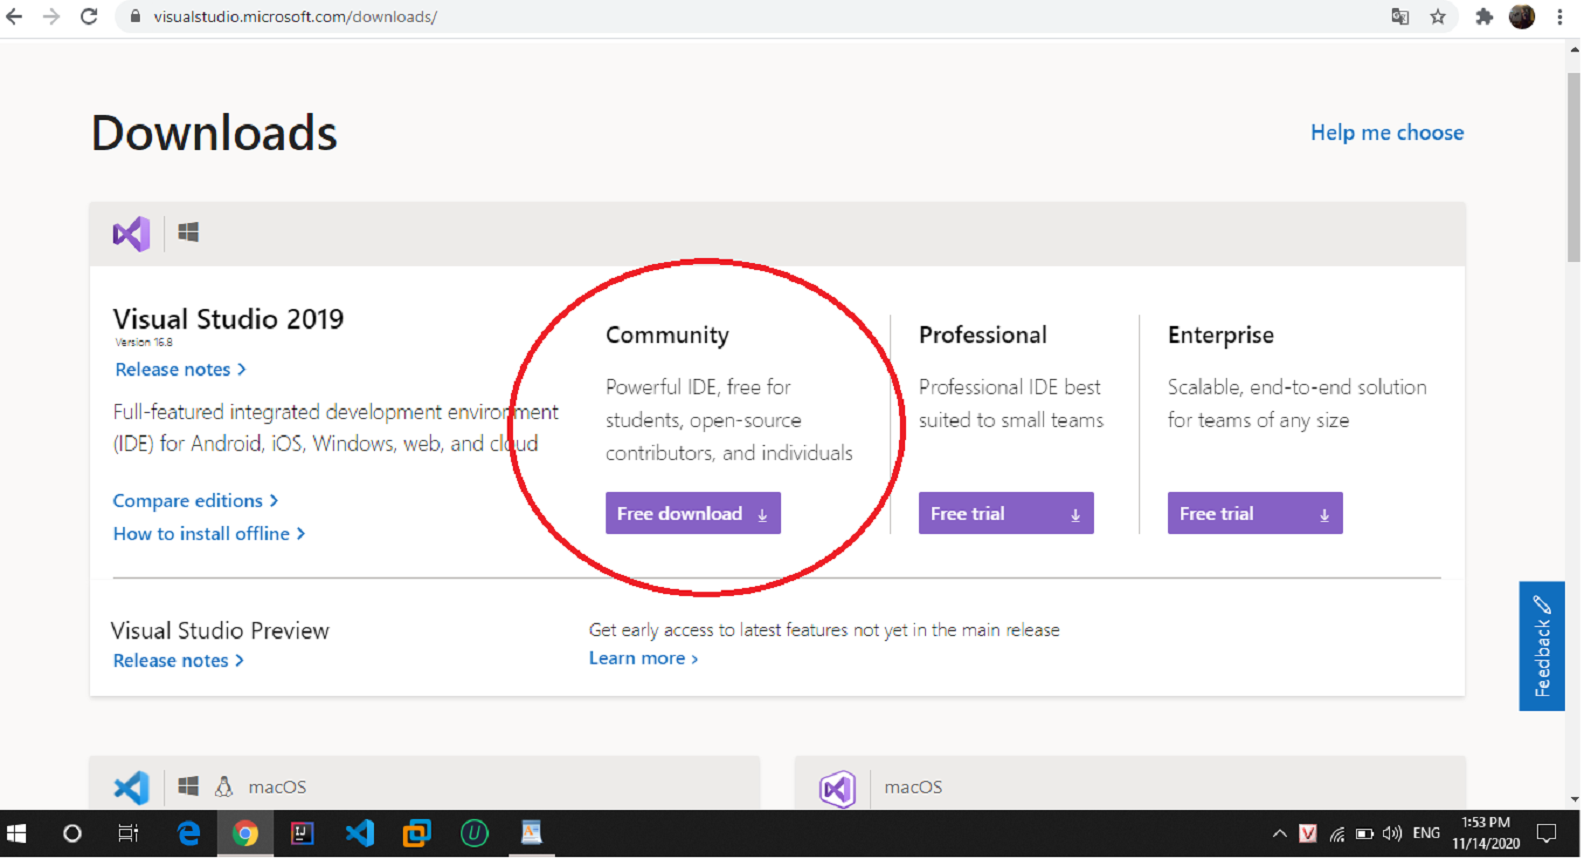 visualstudio.microsoft.com/downloads/
Downloads
Help me choose
Visual Studio 2019
Version 16.8
Release notes >
Full-featured integrated development environment
(IDE) for Android, iOS, Windows, web, and cloud
Compare editions >
How to install offline >
Community
Powerful IDE, free for
students, open-source
contributors, and individuals
Free download
Professional
Professional IDE best
suited to small teams
Free trial
Enterprise
Scalable, end-to-end solution
for teams of any size
Free trial
Visual Studio Preview
Release notes >
Get early access to latest features not yet in the main release
Learn more >
Feedback
macOS
macOS
ENG
1:53 PM
11/14/2020